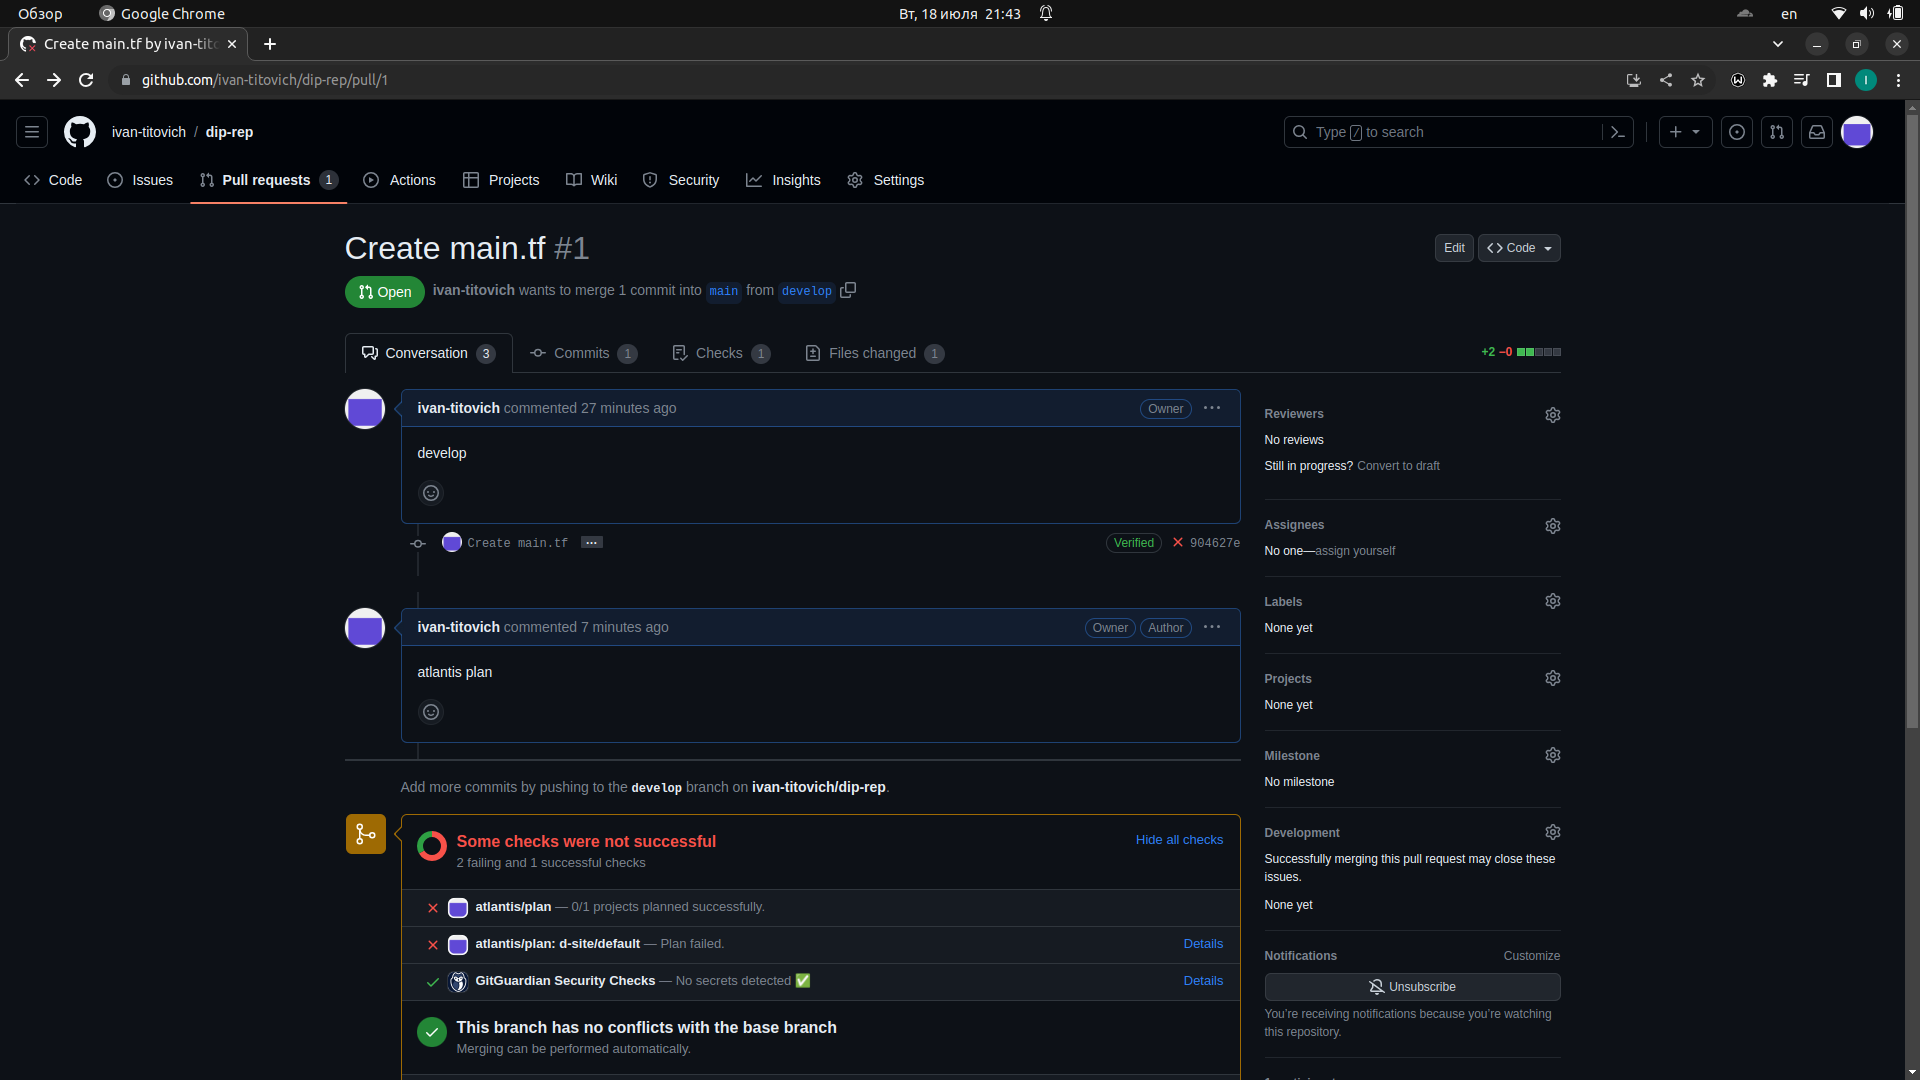 Обзор
Google Chrome
Вт, 18 июля 21:43
en
Create main.tf by ivan-tito
github.com/ivan-titovich/dip-rep/pull/1
I
ivan-titovich / dip-rep
Type / to search
Code
Issues
Pull requests 1
Actions
Projects
Wiki
Security
Insights
Settings
Create main.tf #1
Edit
Code
Open
ivan-titovich wants to merge 1 commit into main from develop
Conversation 3
Commits 1
Checks 1
Files changed 1
+2 −0
ivan-titovich commented 27 minutes ago
Owner
develop
Create main.tf
Verified
904627e
ivan-titovich commented 7 minutes ago
Owner
Author
atlantis plan
Add more commits by pushing to the develop branch on ivan-titovich/dip-rep.
Some checks were not successful
2 failing and 1 successful checks
Hide all checks
atlantis/plan — 0/1 projects planned successfully.
atlantis/plan: d-site/default — Plan failed.
Details
GitGuardian Security Checks — No secrets detected ✅
Details
This branch has no conflicts with the base branch
Merging can be performed automatically.
Reviewers
No reviews
Still in progress? Convert to draft
Assignees
No one—assign yourself
Labels
None yet
Projects
None yet
Milestone
No milestone
Development
Successfully merging this pull request may close these
issues.
None yet
Notifications
Customize
Unsubscribe
You're receiving notifications because you're watching
this repository.